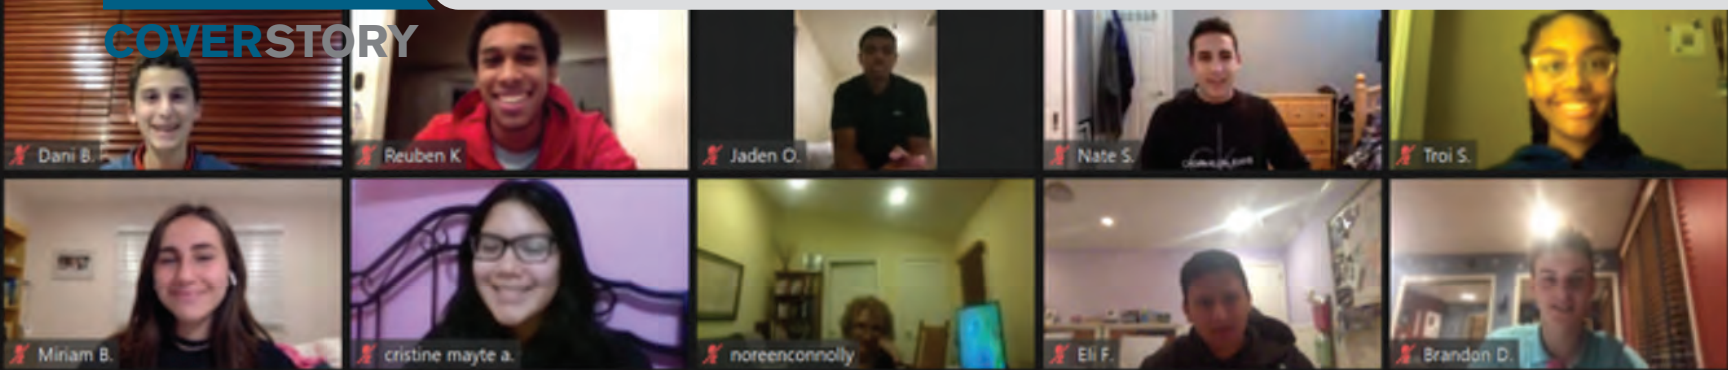 COVERSTORY
Dani B.
Reuben K
Jaden O.
Nate S.
Troi S.
Miriam B.
cristine mayte a.
noreenconnolly
Eli F.
Brandon D.